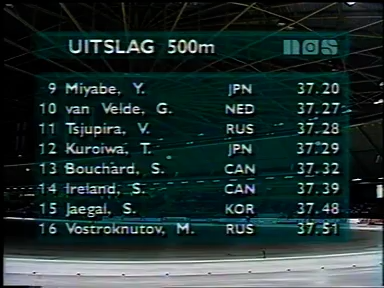 UITSLAG 500m nos
9 Miyabe, Y. JPN 37.20
10 van Velde, G. NED 37.27
11 Tsjupira, V. RUS 37.28
12 Kuroiwa, T. JPN 37.29
13 Bouchard, S. CAN 37.32
14 Ireland, S. CAN 37.39
15 Jaegal, S. KOR 37.48
16 Vostroknutov, M. RUS 37.51